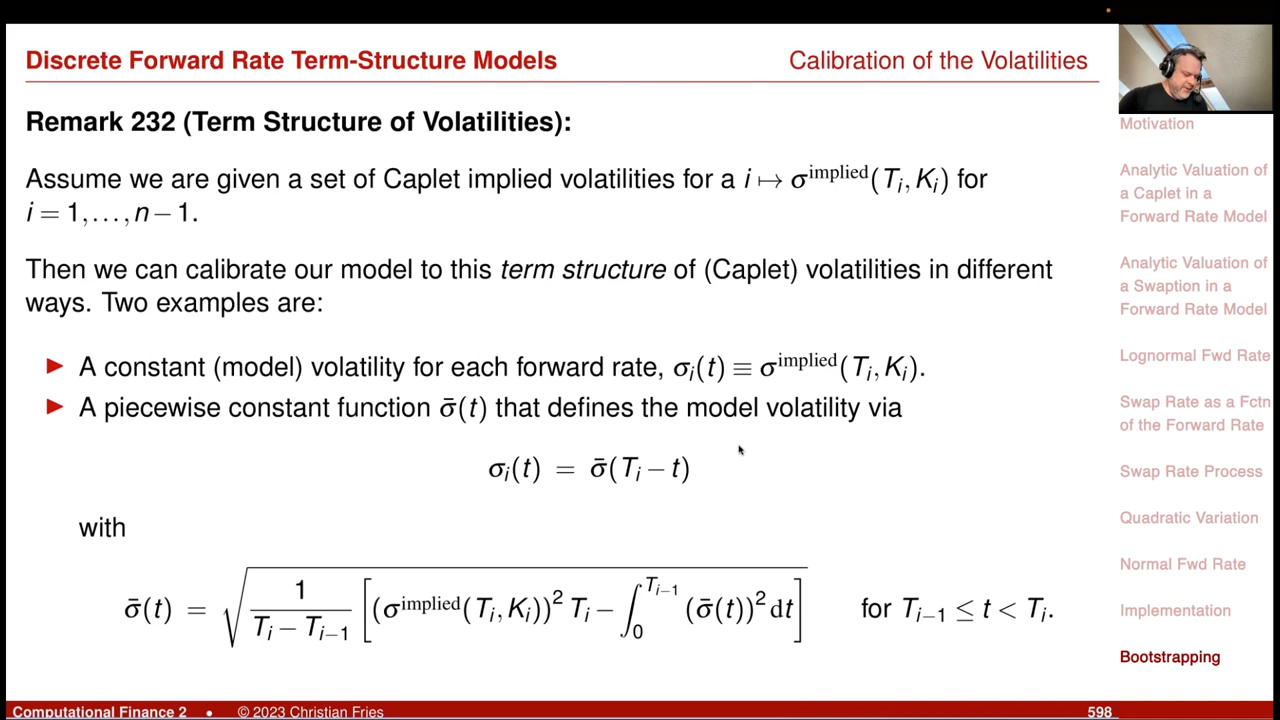 Discrete Forward Rate Term-Structure Models
Calibration of the Volatilities
Remark 232 (Term Structure of Volatilities):
Assume we are given a set of Caplet implied volatilities for a i ↦ σ^implied(T_i, K_i) for
i = 1,…,n−1.
Then we can calibrate our model to this term structure of (Caplet) volatilities in different
ways. Two examples are:
► A constant (model) volatility for each forward rate, σ_i(t) ≡ σ^implied(T_i, K_i).
► A piecewise constant function σ̄(t) that defines the model volatility via
σ_i(t) = σ̄(T_i − t)
with
σ̄(t) = √( 1/(T_i − T_{i−1}) [ (σ^implied(T_i, K_i))² T_i − ∫_0^{T_{i−1}} (σ̄(t))² dt ] ) for T_{i−1} ≤ t < T_i.
Motivation
Analytic Valuation of
a Caplet in a
Forward Rate Model
Analytic Valuation of
a Swaption in a
Forward Rate Model
Lognormal Fwd Rate
Swap Rate as a Fctn
of the Forward Rate
Swap Rate Process
Quadratic Variation
Normal Fwd Rate
Implementation
Bootstrapping
Computational Finance 2 • © 2023 Christian Fries
598